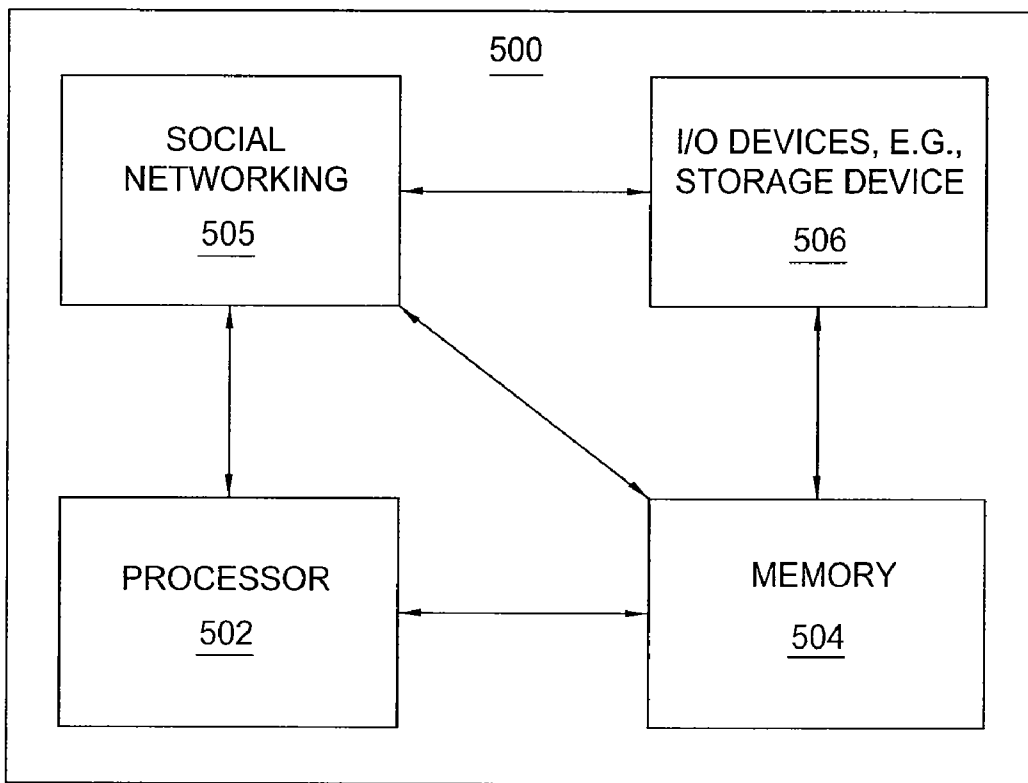 500
SOCIAL
NETWORKING
505
I/O DEVICES, E.G.,
STORAGE DEVICE
506
PROCESSOR
502
MEMORY
504